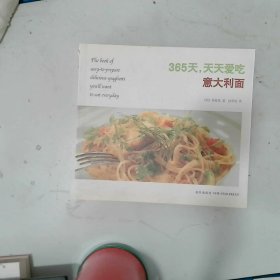 The book of
easy-to-prepare
delicious spaghetti
you'll want
to eat everyday
365天，天天爱吃
意大利面